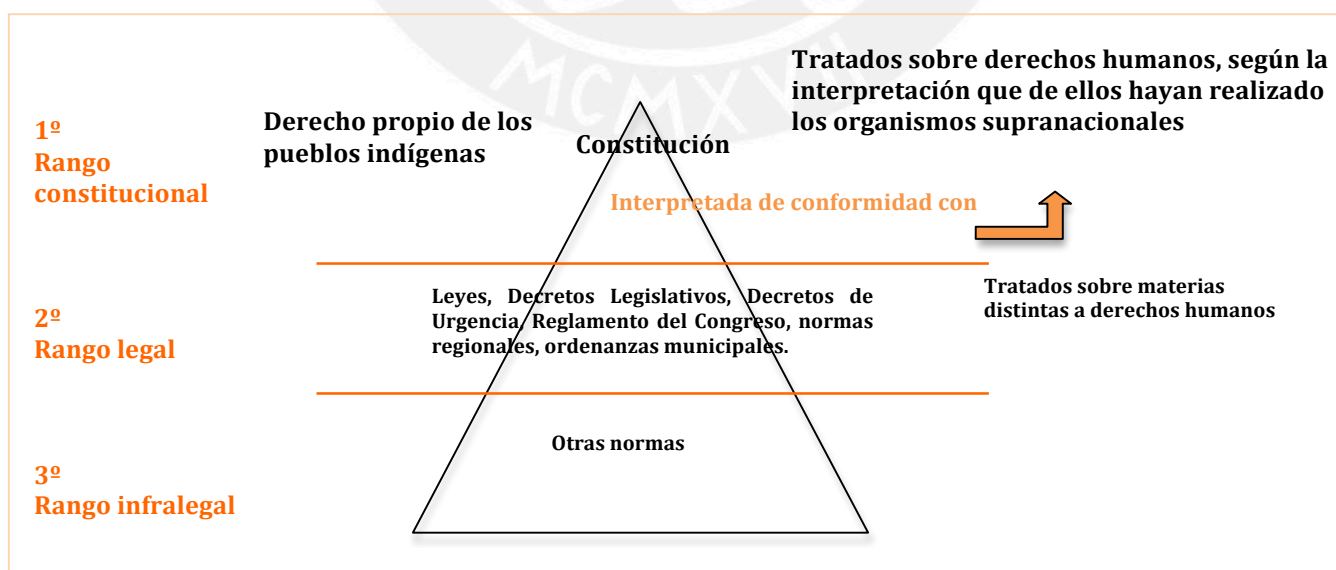 MCMXVII
1º
Rango
constitucional
Derecho propio de los
pueblos indígenas
Constitución
Tratados sobre derechos humanos, según la
interpretación que de ellos hayan realizado
los organismos supranacionales
Interpretada de conformidad con
2º
Rango legal
Leyes, Decretos Legislativos, Decretos de
Urgencia, Reglamento del Congreso, normas
regionales, ordenanzas municipales.
Tratados sobre materias
distintas a derechos humanos
3º
Rango infralegal
Otras normas